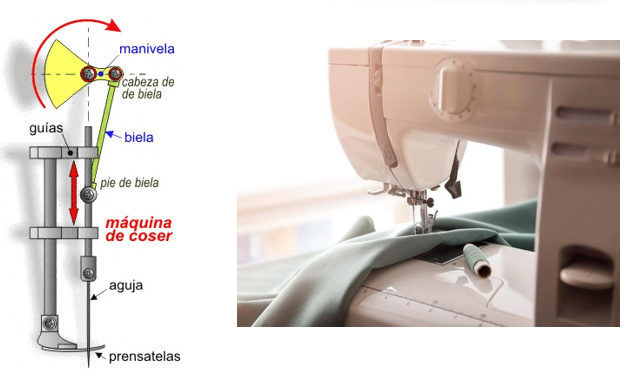 manivela
cabeza de
de biela
guías
biela
pie de biela
máquina
de coser
aguja
prensatelas